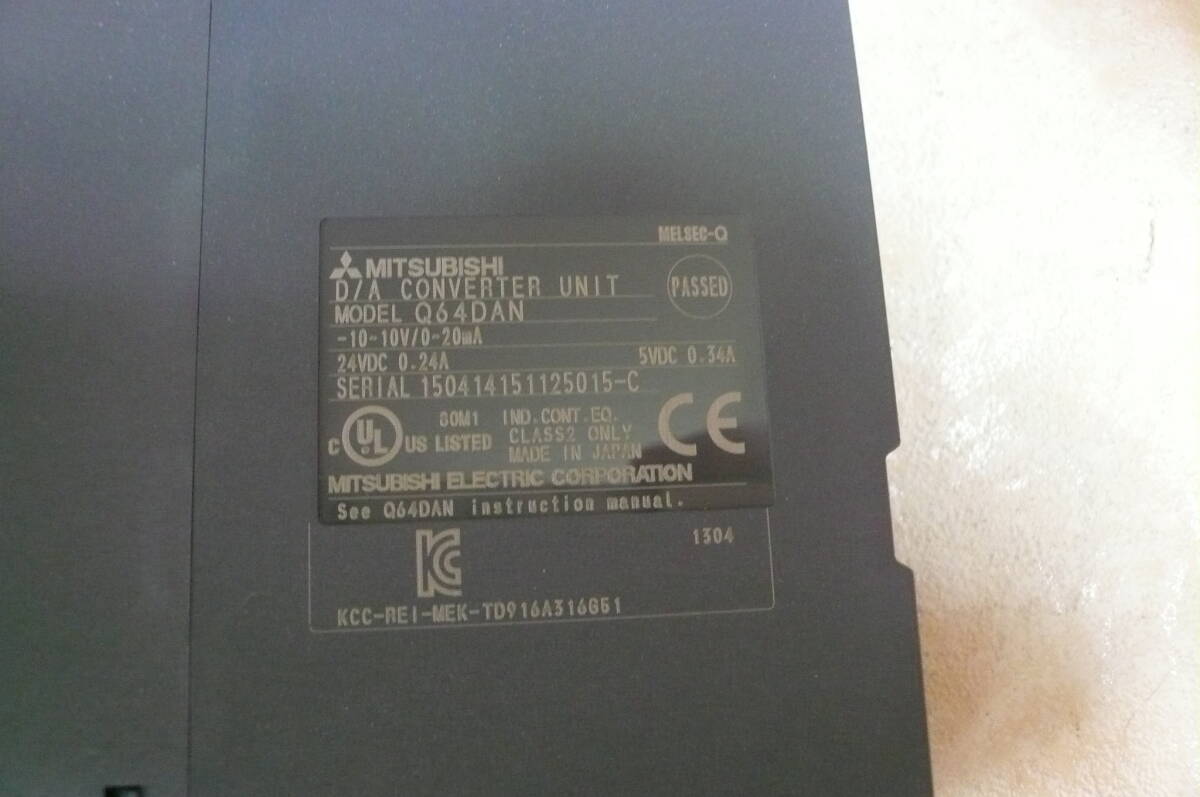 MELSEC-Q
MITSUBISHI
D/A CONVERTER UNIT
PASSED
MODEL Q64DAN
-10-10V/0-20mA
24VDC 0.24A 5VDC 0.34A
SERIAL 150414151125015-C
C UL US LISTED
80M1 IND.CONT.EQ.
CLASS2 ONLY
MADE IN JAPAN
CE
MITSUBISHI ELECTRIC CORPORATION
See Q64DAN instruction manual.
KC
1304
KCC-REI-MEK-TD916A316G51